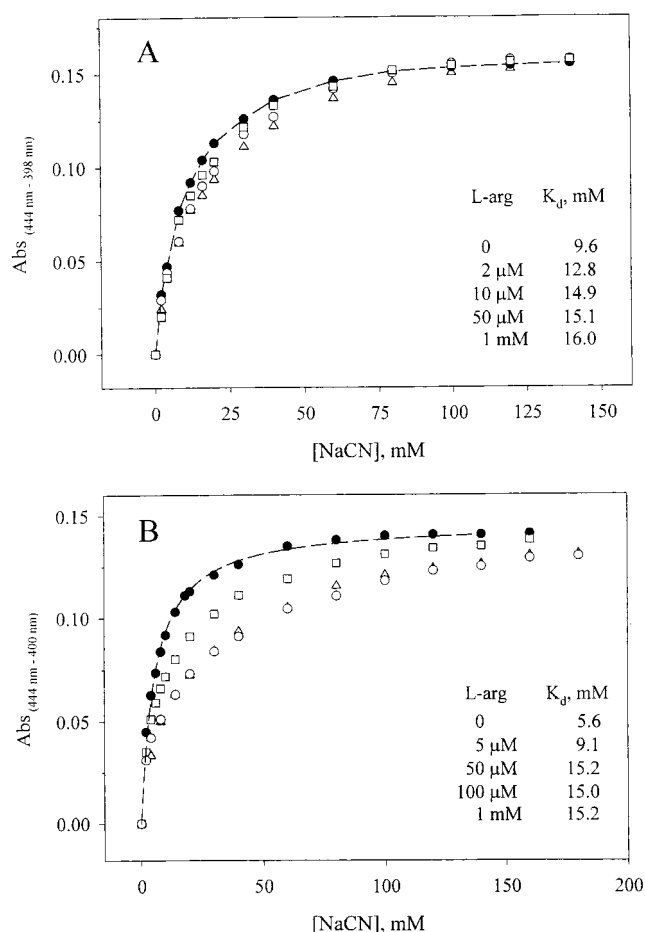 A
0.15
0.10
0.05
0.00
Abs (444 nm - 398 nm)
L-arg Kd, mM
0 9.6
2 μM 12.8
10 μM 14.9
50 μM 15.1
1 mM 16.0
0 25 50 75 100 125 150
[NaCN], mM
B
0.15
0.10
0.05
0.00
Abs (444 nm - 400 nm)
L-arg Kd, mM
0 5.6
5 μM 9.1
50 μM 15.2
100 μM 15.0
1 mM 15.2
0 50 100 150 200
[NaCN], mM